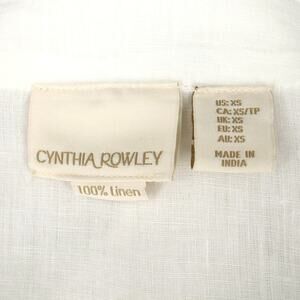 CYNTHIA ROWLEY
100% Linen
US: XS
CA: XS/TP
UK: XS
EU: XS
AU: XS
MADE IN
INDIA